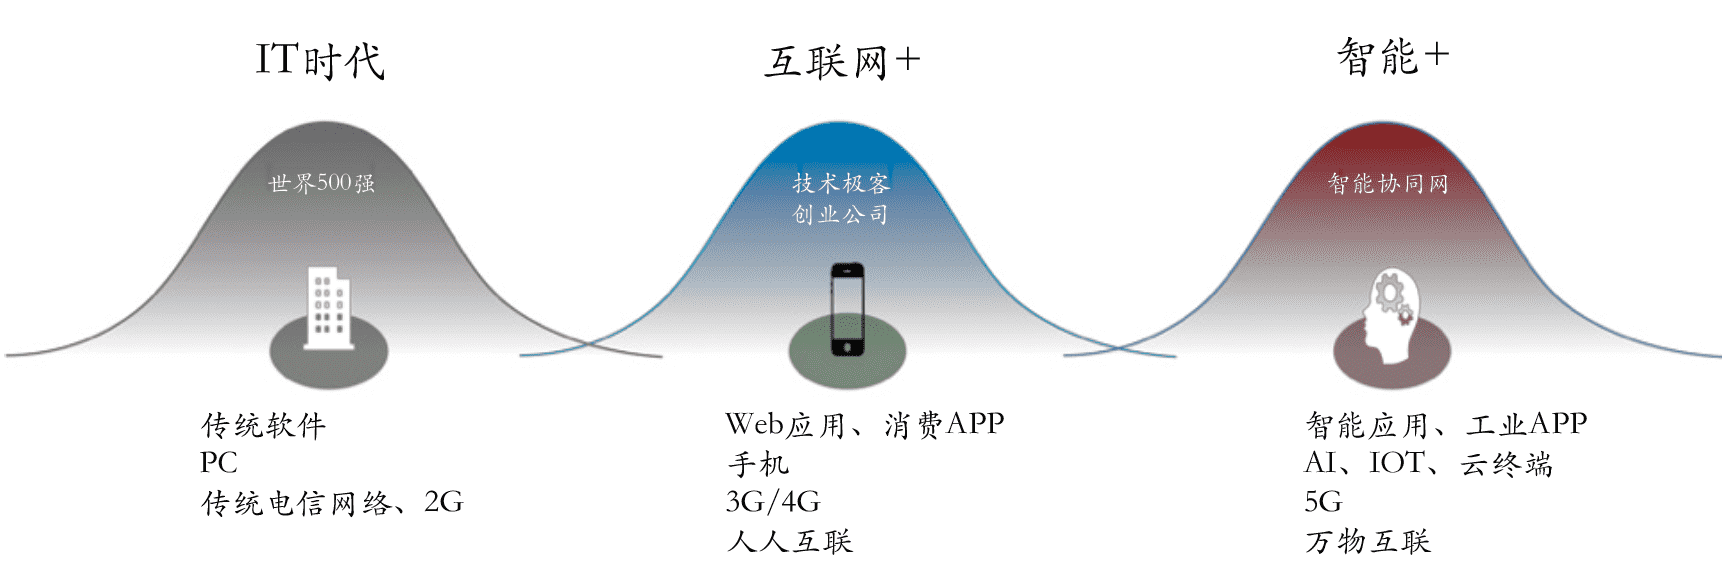 IT时代
互联网+
智能+
世界500强
技术极客
创业公司
智能协同网
传统软件
PC
传统电信网络、2G
Web应用、消费APP
手机
3G/4G
人人互联
智能应用、工业APP
AI、IOT、云终端
5G
万物互联